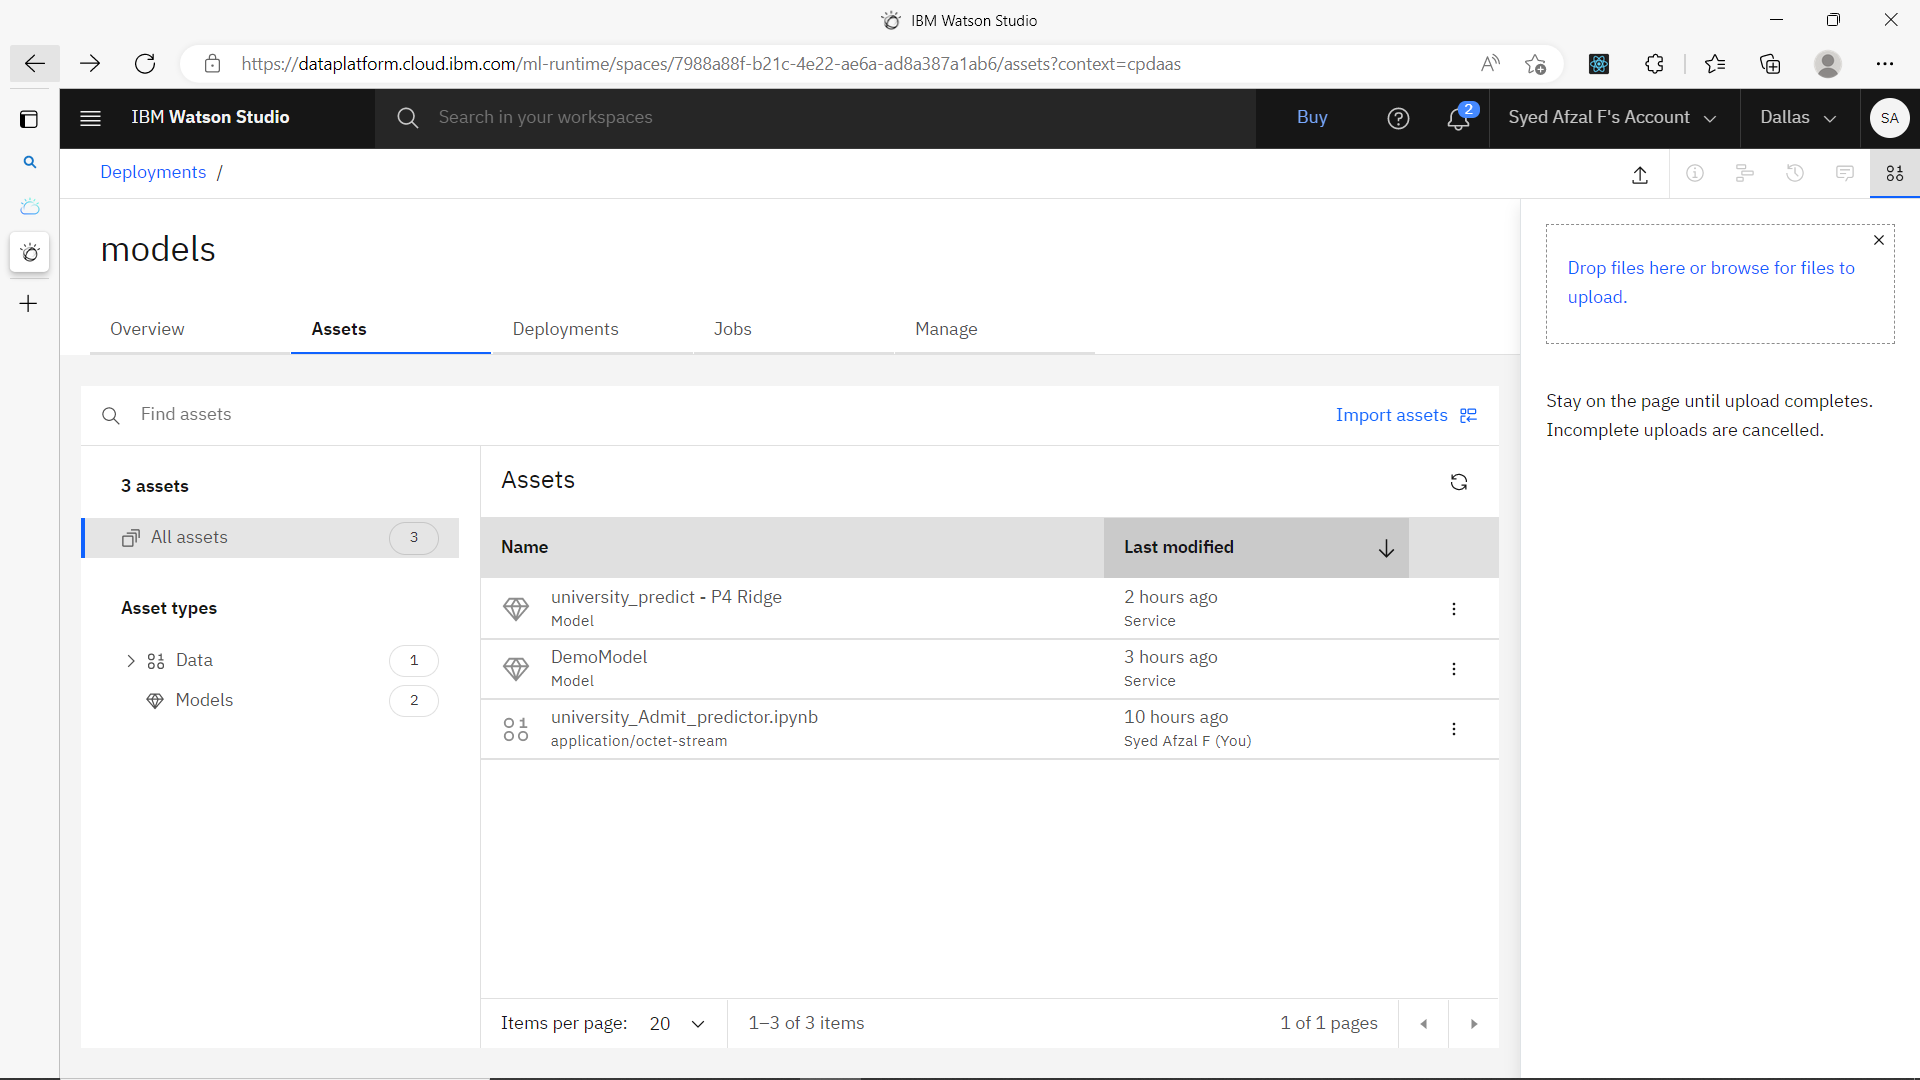 IBM Watson Studio
https://dataplatform.cloud.ibm.com/ml-runtime/spaces/7988a88f-b21c-4e22-ae6a-ad8a387a1ab6/assets?context=cpdaas
IBM Watson Studio
Search in your workspaces
Buy
2
Syed Afzal F's Account
Dallas
SA
Deployments /
models
Overview
Assets
Deployments
Jobs
Manage
Drop files here or browse for files to
upload.
Stay on the page until upload completes.
Incomplete uploads are cancelled.
Find assets
Import assets
3 assets
All assets
3
Asset types
Data
1
Models
2
Assets
Name
Last modified
university_predict - P4 Ridge
Model
2 hours ago
Service
DemoModel
Model
3 hours ago
Service
university_Admit_predictor.ipynb
application/octet-stream
10 hours ago
Syed Afzal F (You)
Items per page: 20
1–3 of 3 items
1 of 1 pages